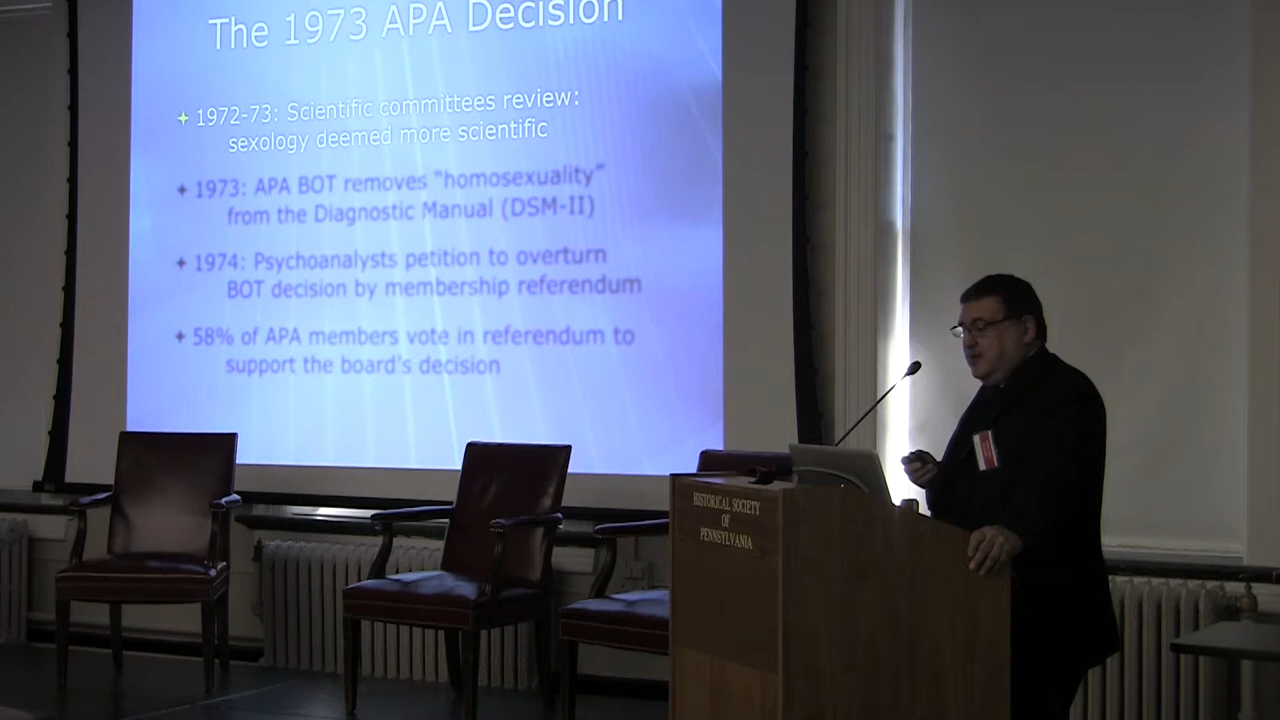 The 1973 APA Decision
1972-73: Scientific committees review:
sexology deemed more scientific
1973: APA BOT removes "homosexuality"
from the Diagnostic Manual (DSM-II)
1974: Psychoanalysts petition to overturn
BOT decision by membership referendum
58% of APA members vote in referendum to
support the board's decision
HISTORICAL SOCIETY
OF
PENNSYLVANIA